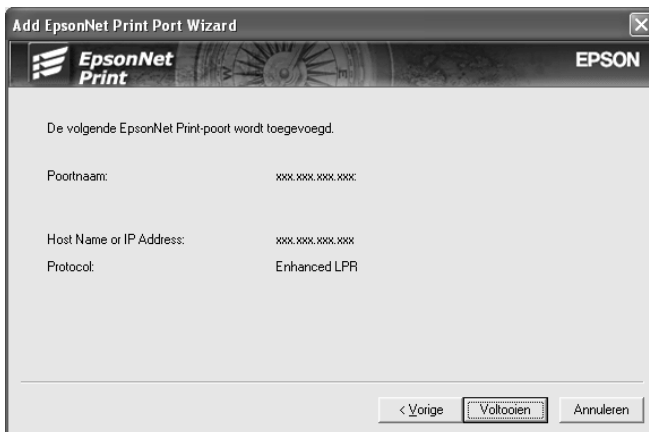 Add EpsonNet Print Port Wizard
EpsonNet
Print
EPSON
De volgende EpsonNet Print-poort wordt toegevoegd.
Poortnaam: xxx.xxx.xxx.xxx:
Host Name or IP Address: xxx.xxx.xxx.xxx
Protocol: Enhanced LPR
< Vorige Voltooien Annuleren